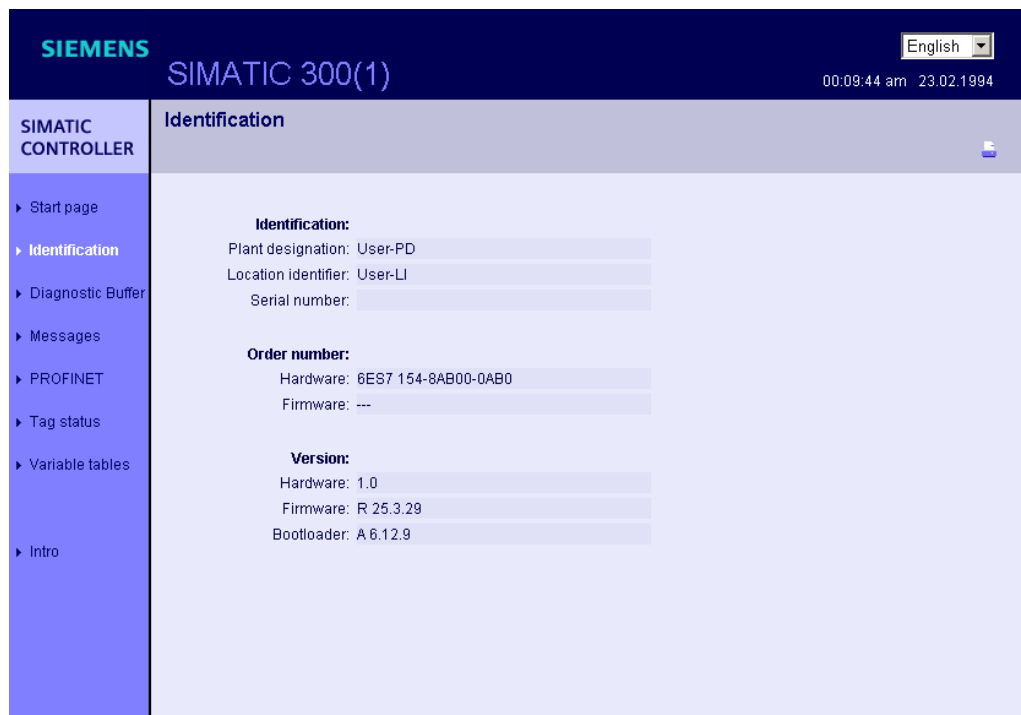 SIEMENS
SIMATIC 300(1)
English
00:09:44 am 23.02.1994
SIMATIC
CONTROLLER
Identification
Start page
Identification
Diagnostic Buffer
Messages
PROFINET
Tag status
Variable tables
Intro
Identification:
Plant designation: User-PD
Location identifier: User-LI
Serial number:
Order number:
Hardware: 6ES7 154-8AB00-0AB0
Firmware: ---
Version:
Hardware: 1.0
Firmware: R 25.3.29
Bootloader: A 6.12.9